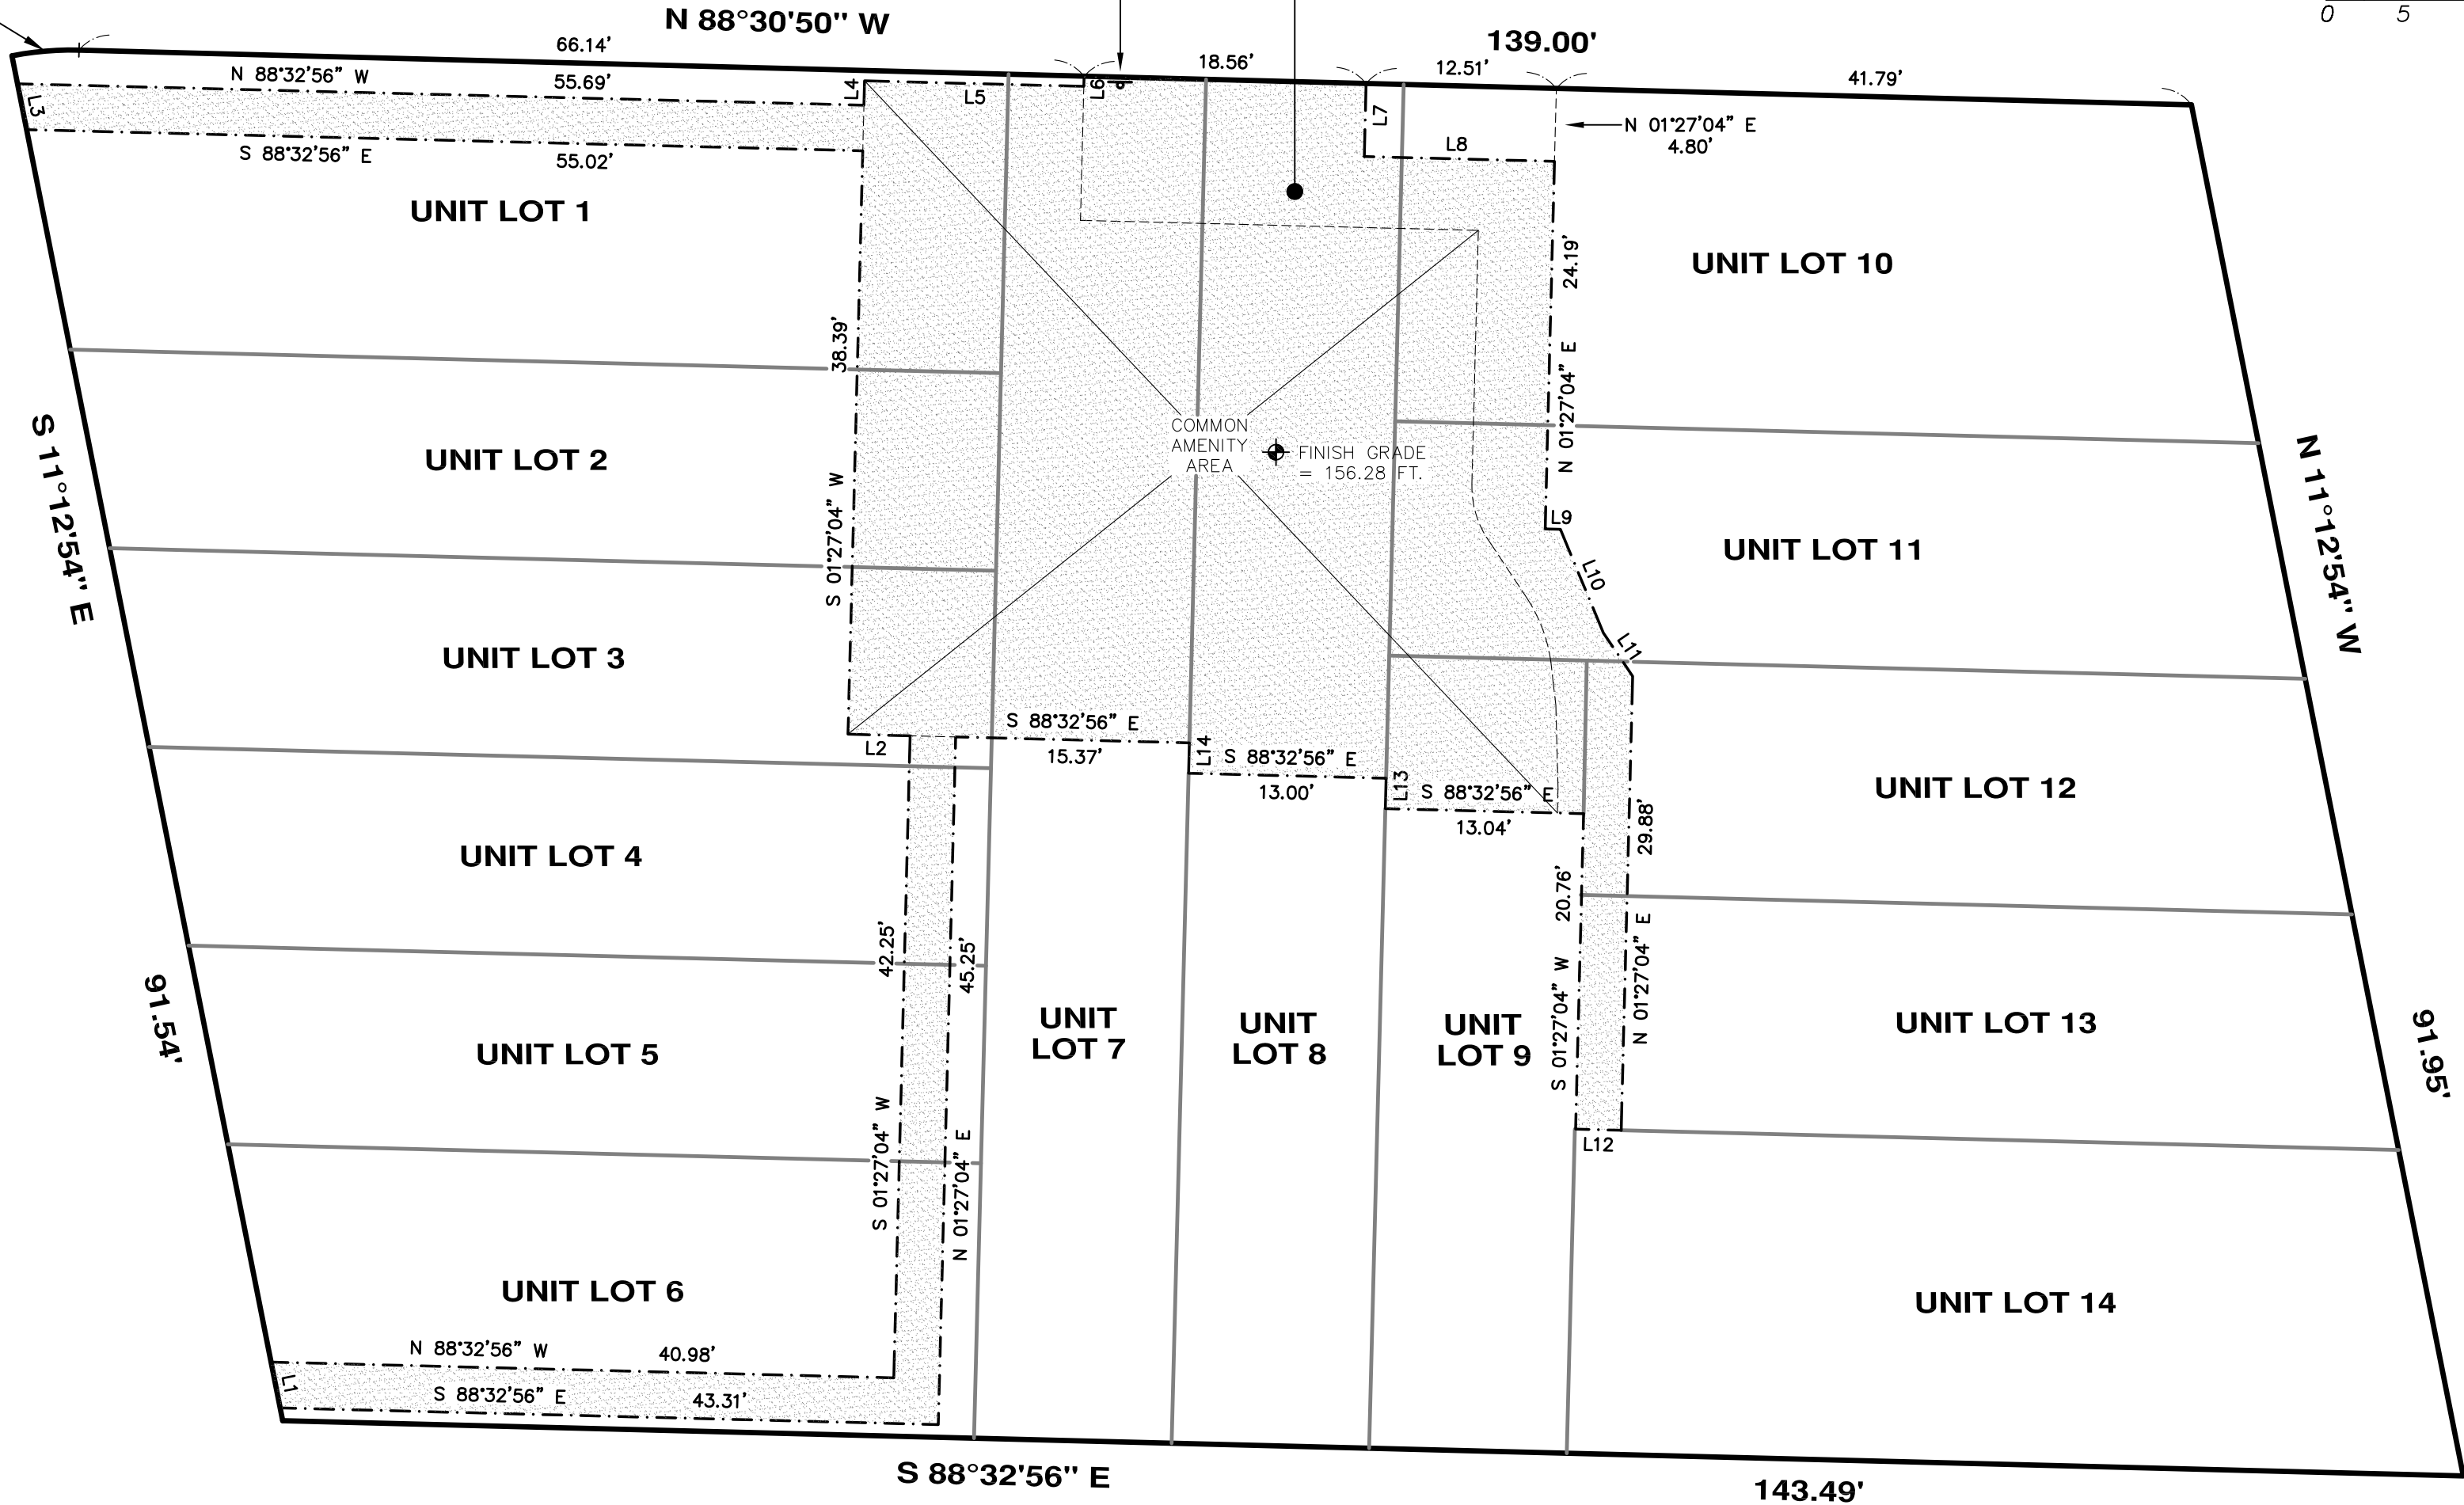 N 88°30'50" W
139.00'
0 5
66.14'
18.56'
12.51'
41.79'
N 88°32'56" W
55.69'
L3
L4
L5
L6
L7
L8
N 01°27'04" E
4.80'
S 88°32'56" E
55.02'
UNIT LOT 1
UNIT LOT 10
24.19'
N 01°27'04" E
38.39'
S 01°27'04" W
COMMON
AMENITY
AREA
FINISH GRADE
= 156.28 FT.
S 11°12'54" E
91.54'
N 11°12'54" W
91.95'
UNIT LOT 2
L9
L10
L11
UNIT LOT 11
UNIT LOT 3
S 88°32'56" E
15.37'
L2
L14
S 88°32'56" E
13.00'
L13
S 88°32'56" E
13.04'
UNIT LOT 12
29.88'
N 01°27'04" E
20.76'
S 01°27'04" W
UNIT LOT 4
42.25'
S 01°27'04" W
45.25'
N 01°27'04" E
UNIT LOT 5
UNIT
LOT 7
UNIT
LOT 8
UNIT
LOT 9
UNIT LOT 13
L12
UNIT LOT 6
UNIT LOT 14
N 88°32'56" W
40.98'
L1
S 88°32'56" E
43.31'
S 88°32'56" E
143.49'